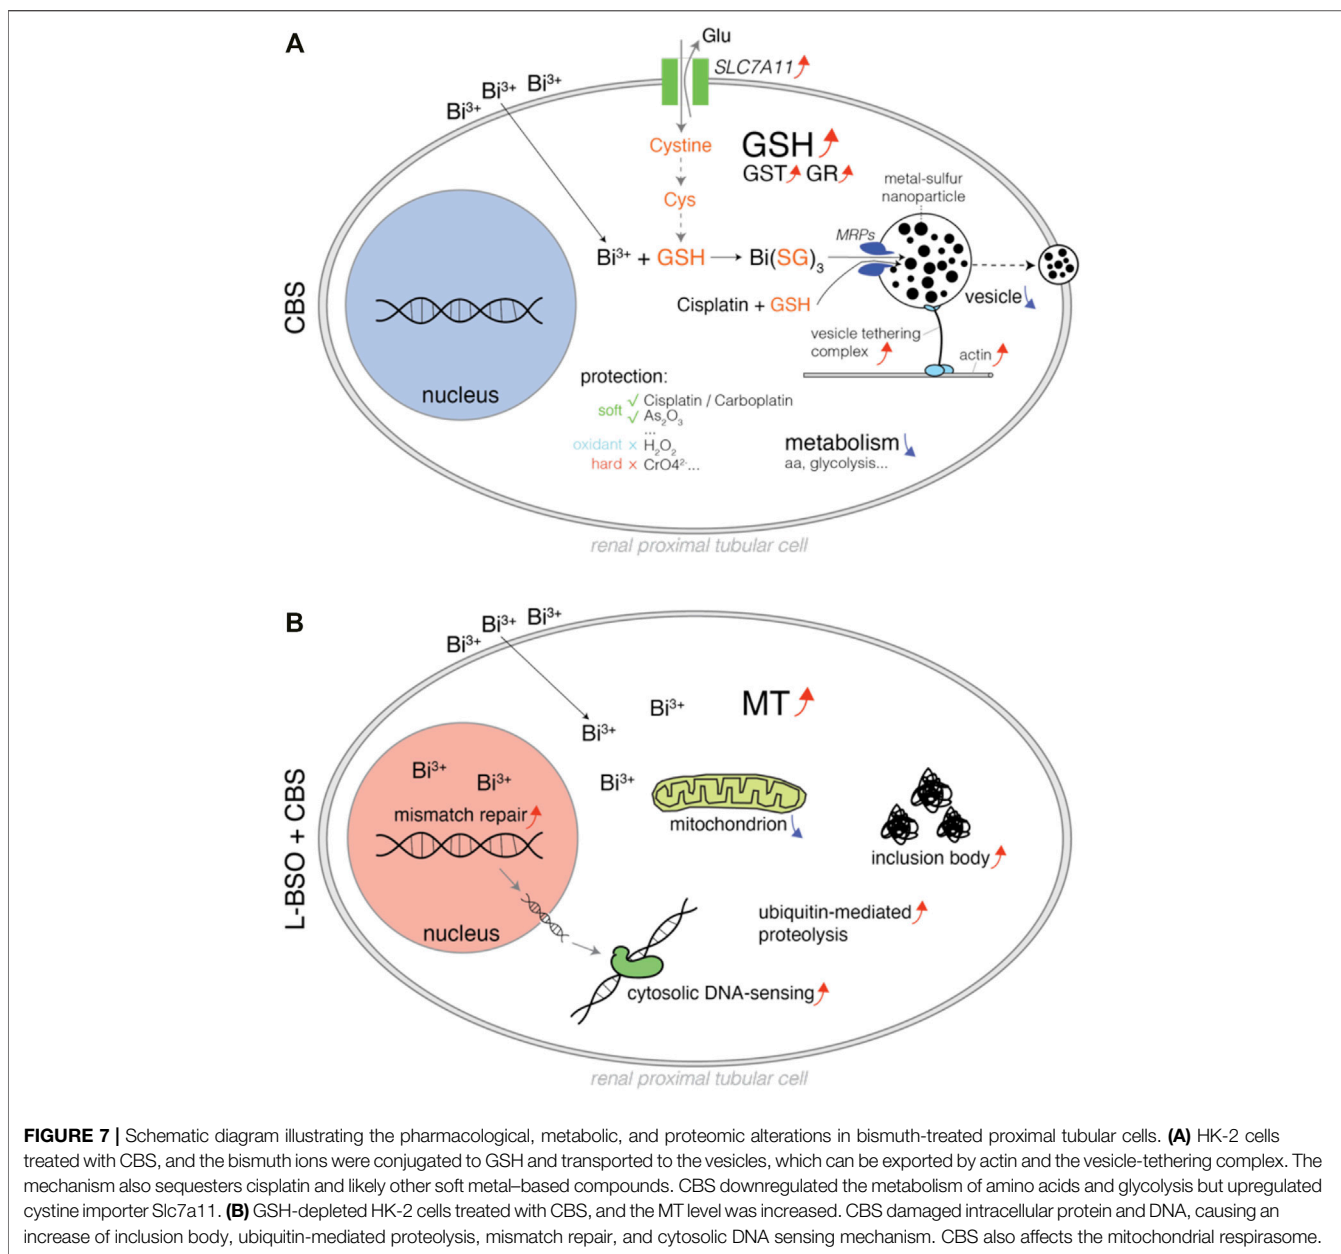 A
Glu
SLC7A11
Bi³⁺ Bi³⁺ Bi³⁺
Cystine
GSH
GST GR
Cys
metal-sulfur
nanoparticle
MRPs
Bi³⁺ + GSH → Bi(SG)₃
Cisplatin + GSH
vesicle
vesicle tethering
complex
actin
CBS
nucleus
protection:
soft √ Cisplatin / Carboplatin
√ As₂O₃
...
oxidant × H₂O₂
hard × CrO4²⁻...
metabolism
aa, glycolysis...
renal proximal tubular cell
B
Bi³⁺ Bi³⁺ Bi³⁺
Bi³⁺
MT
Bi³⁺
Bi³⁺
Bi³⁺
Bi³⁺
mismatch repair
mitochondrion
inclusion body
L-BSO + CBS
nucleus
ubiquitin-mediated
proteolysis
cytosolic DNA-sensing
renal proximal tubular cell
FIGURE 7 | Schematic diagram illustrating the pharmacological, metabolic, and proteomic alterations in bismuth-treated proximal tubular cells. (A) HK-2 cells
treated with CBS, and the bismuth ions were conjugated to GSH and transported to the vesicles, which can be exported by actin and the vesicle-tethering complex. The
mechanism also sequesters cisplatin and likely other soft metal–based compounds. CBS downregulated the metabolism of amino acids and glycolysis but upregulated
cystine importer Slc7a11. (B) GSH-depleted HK-2 cells treated with CBS, and the MT level was increased. CBS damaged intracellular protein and DNA, causing an
increase of inclusion body, ubiquitin-mediated proteolysis, mismatch repair, and cytosolic DNA sensing mechanism. CBS also affects the mitochondrial respirasome.